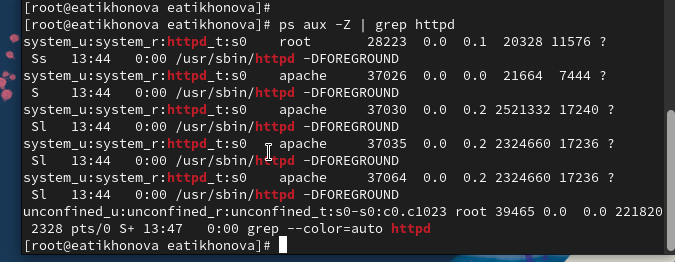 [root@eatikhonova eatikhonova]#
[root@eatikhonova eatikhonova]# ps aux -Z | grep httpd
system_u:system_r:httpd_t:s0    root       28223  0.0  0.1  20328 11576 ?
 Ss   13:44   0:00 /usr/sbin/httpd -DFOREGROUND
system_u:system_r:httpd_t:s0    apache     37026  0.0  0.0  21664  7444 ?
 S    13:44   0:00 /usr/sbin/httpd -DFOREGROUND
system_u:system_r:httpd_t:s0    apache     37030  0.0  0.2 2521332 17240 ?
 Sl   13:44   0:00 /usr/sbin/httpd -DFOREGROUND
system_u:system_r:httpd_t:s0    apache     37035  0.0  0.2 2324660 17236 ?
 Sl   13:44   0:00 /usr/sbin/httpd -DFOREGROUND
system_u:system_r:httpd_t:s0    apache     37064  0.0  0.2 2324660 17236 ?
 Sl   13:44   0:00 /usr/sbin/httpd -DFOREGROUND
unconfined_u:unconfined_r:unconfined_t:s0-s0:c0.c1023 root 39465 0.0  0.0 221820
 2328 pts/0 S+ 13:47   0:00 grep --color=auto httpd
[root@eatikhonova eatikhonova]#